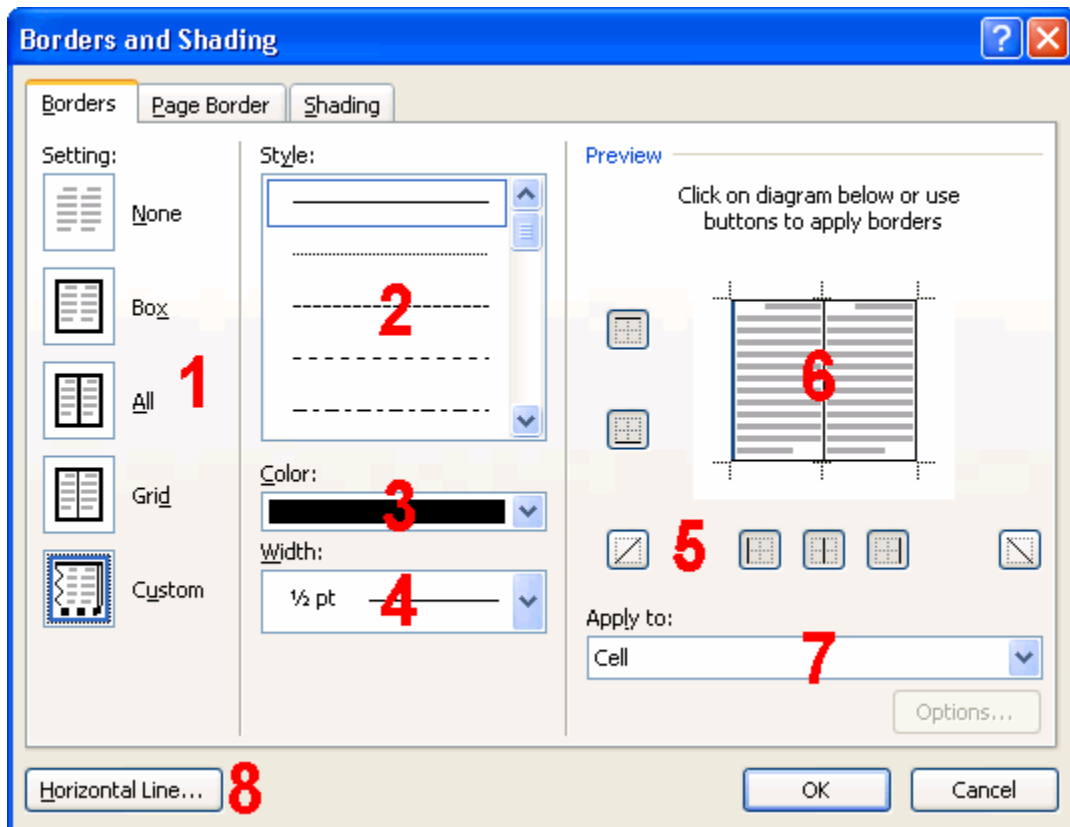 Borders and Shading
?
Borders Page Border Shading
Setting:
None
Box
All
Grid
Custom
1
Style:
2
Color:
3
Width:
½ pt
4
Preview
Click on diagram below or use
buttons to apply borders
6
5
Apply to:
Cell
7
Options...
Horizontal Line...
8
OK
Cancel